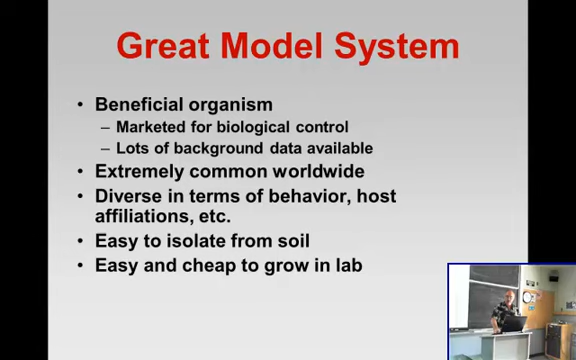 Great Model System
• Beneficial organism
– Marketed for biological control
– Lots of background data available
• Extremely common worldwide
• Diverse in terms of behavior, host
affiliations, etc.
• Easy to isolate from soil
• Easy and cheap to grow in lab